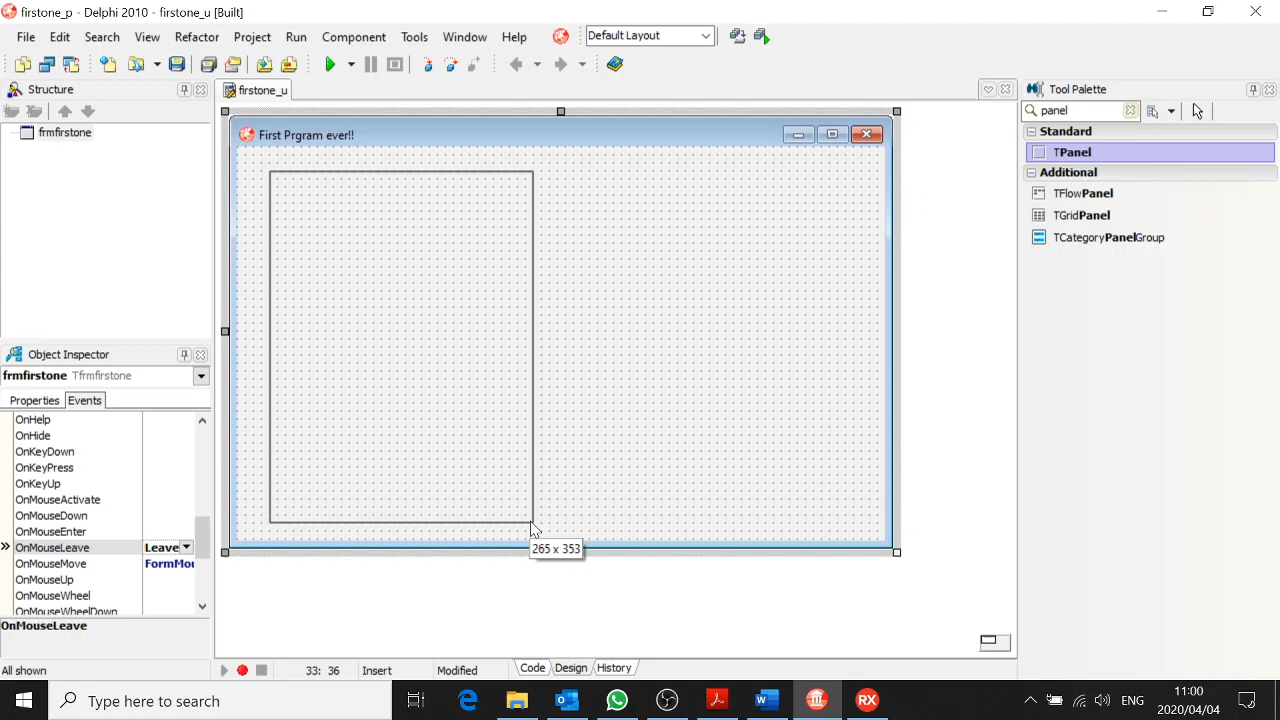 firstone_p - Delphi 2010 - firstone_u [Built]
File Edit Search View Refactor Project Run Component Tools Window Help Default Layout
Structure
firstone_u
Tool Palette
panel
frmfirstone
First Prgram ever!!
Standard
TPanel
Additional
TFlowPanel
TGridPanel
TCategoryPanelGroup
Object Inspector
frmfirstone Tfrmfirstone
Properties Events
OnHelp
OnHide
OnKeyDown
OnKeyPress
OnKeyUp
OnMouseActivate
OnMouseDown
OnMouseEnter
OnMouseLeave Leave
OnMouseMove FormMou
OnMouseUp
OnMouseWheel
OnMouseWheelDown
265 x 353
OnMouseLeave
All shown
33: 36 Insert Modified Code Design History
Type here to search
ENG
11:00
2020/04/04
RX